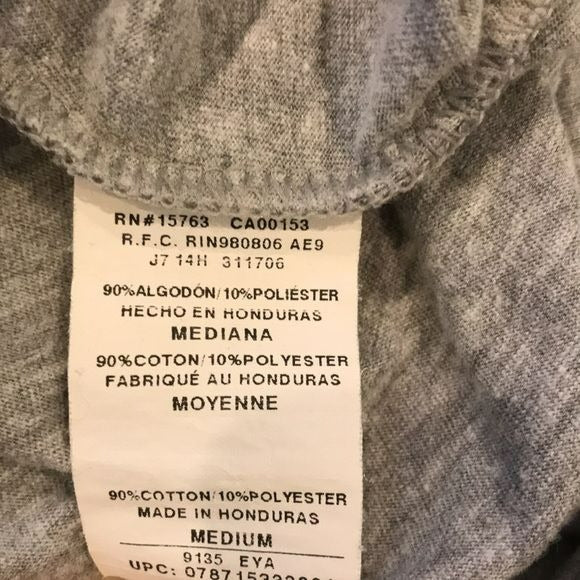 RN#15763 CA00153
R.F.C. RIN980806 AE9
J7 14H 311706
90%ALGODÓN/10%POLIÉSTER
HECHO EN HONDURAS
MEDIANA
90%COTON/10%POLYESTER
FABRIQUÉ AU HONDURAS
MOYENNE
90%COTTON/10%POLYESTER
MADE IN HONDURAS
MEDIUM
9135 EYA
UPC: